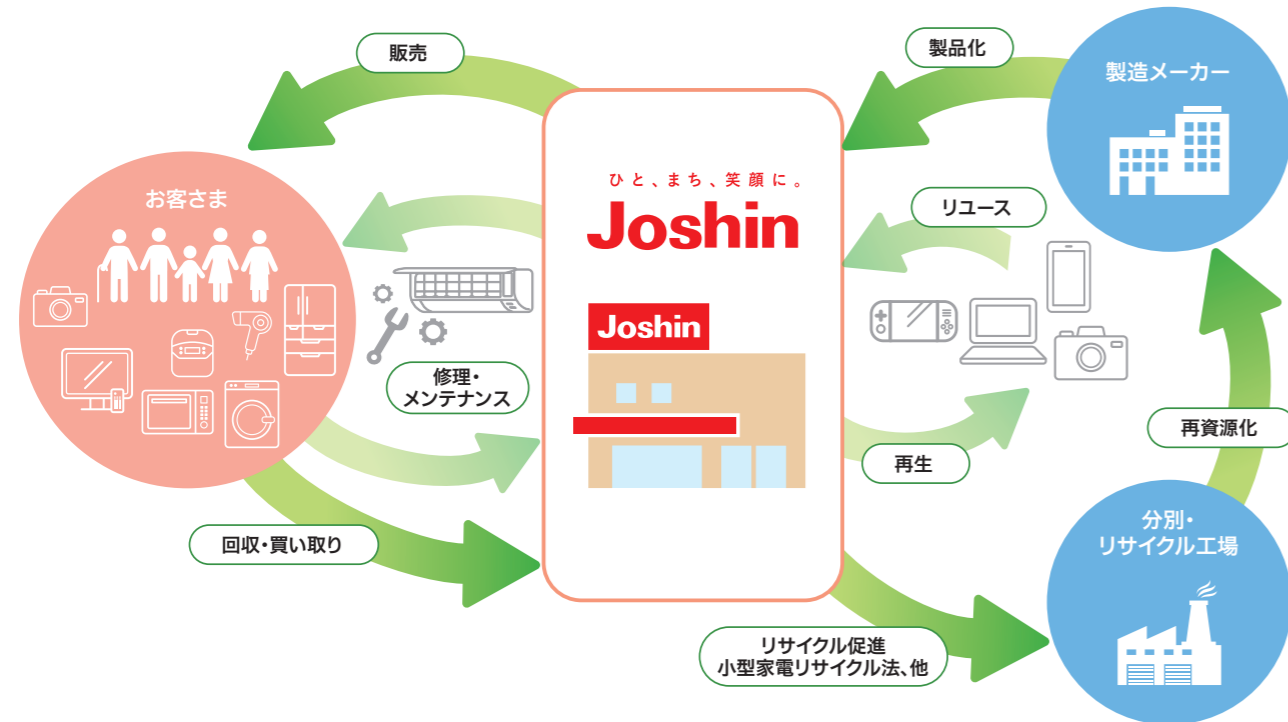 販売
製品化
製造メーカー
お客さま
ひと、まち、笑顔に。
Joshin
リユース
Joshin
修理・
メンテナンス
再資源化
再生
分別・
リサイクル工場
回収・買い取り
リサイクル促進
小型家電リサイクル法、他